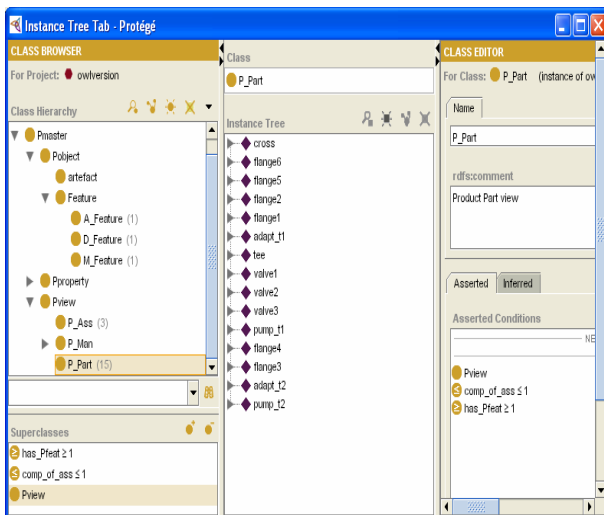 Instance Tree Tab - Protégé
CLASS BROWSER
For Project: owlversion
Class Hierarchy
Pmaster
Pobject
artefact
Feature
A_Feature (1)
D_Feature (1)
M_Feature (1)
Pproperty
Pview
P_Ass (3)
P_Man
P_Part (15)
Superclasses
has_Pfeat ≥ 1
comp_of_ass ≤ 1
Pview
Class
P_Part
Instance Tree
cross
flange6
flange5
flange2
flange1
adapt_t1
tee
valve1
valve2
valve3
pump_t1
flange4
flange3
adapt_t2
pump_t2
CLASS EDITOR
For Class: P_Part (instance of ow
Name
P_Part
rdfs:comment
Product Part view
Asserted Inferred
Asserted Conditions
NE
Pview
comp_of_ass ≤ 1
has_Pfeat ≥ 1